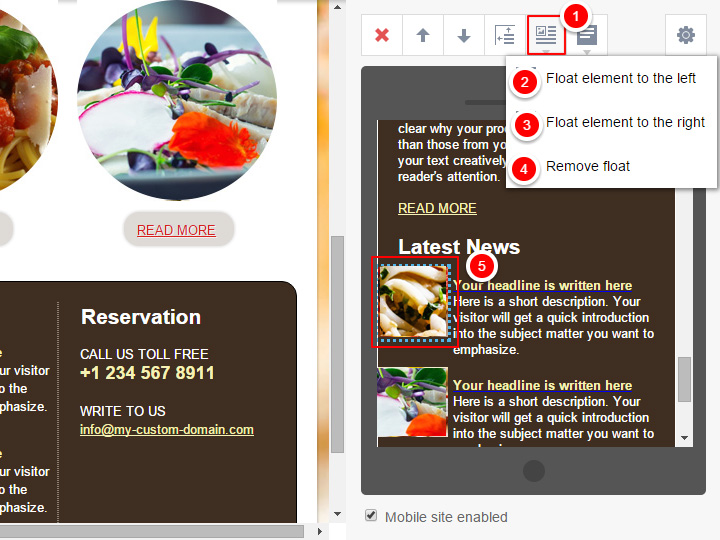 READ MORE
Reservation
CALL US TOLL FREE
+1 234 567 8911
WRITE TO US
info@my-custom-domain.com
e
ur visitor
to the
phasize.
e
ur visitor
o the
phasize.
1
2 Float element to the left
3 Float element to the right
4 Remove float
clear why your pro
than those from yo
your text creatively
reader's attention.
READ MORE
Latest News
5
Your headline is written here
Here is a short description. Your
visitor will get a quick introduction
into the subject matter you want to
emphasize.
Your headline is written here
Here is a short description. Your
visitor will get a quick introduction
into the subject matter you want to
Mobile site enabled